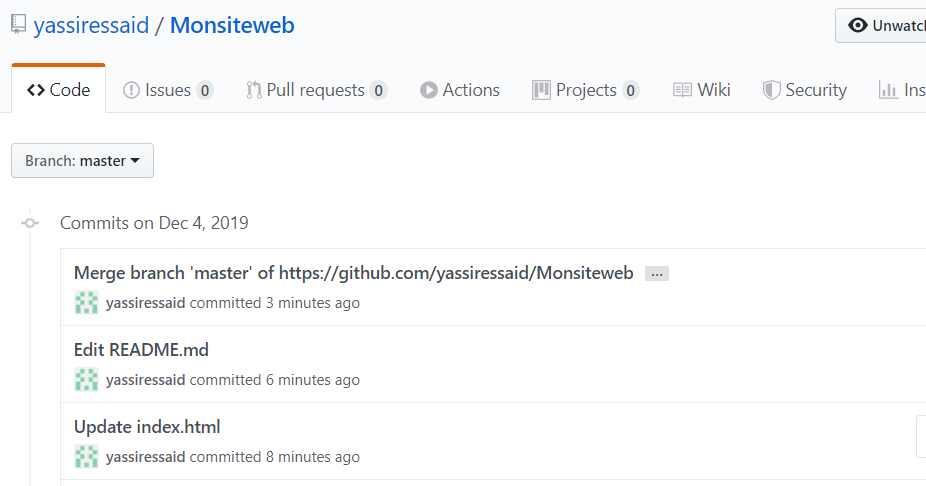 yassiressaid / Monsiteweb
Unwatch
Code Issues 0 Pull requests 0 Actions Projects 0 Wiki Security Ins
Branch: master
Commits on Dec 4, 2019
Merge branch 'master' of https://github.com/yassiressaid/Monsiteweb ...
yassiressaid committed 3 minutes ago
Edit README.md
yassiressaid committed 6 minutes ago
Update index.html
yassiressaid committed 8 minutes ago